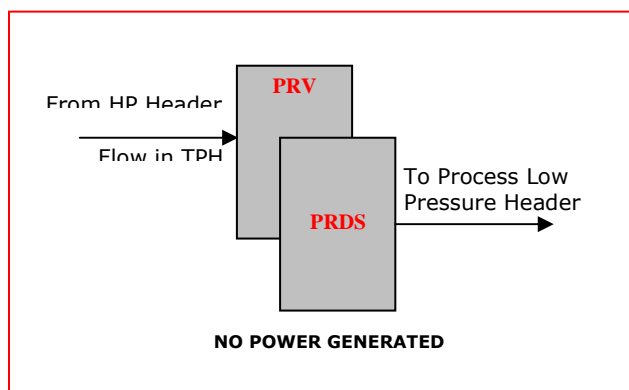 PRV
From HP Header
Flow in TPH
To Process Low
Pressure Header
PRDS
NO POWER GENERATED